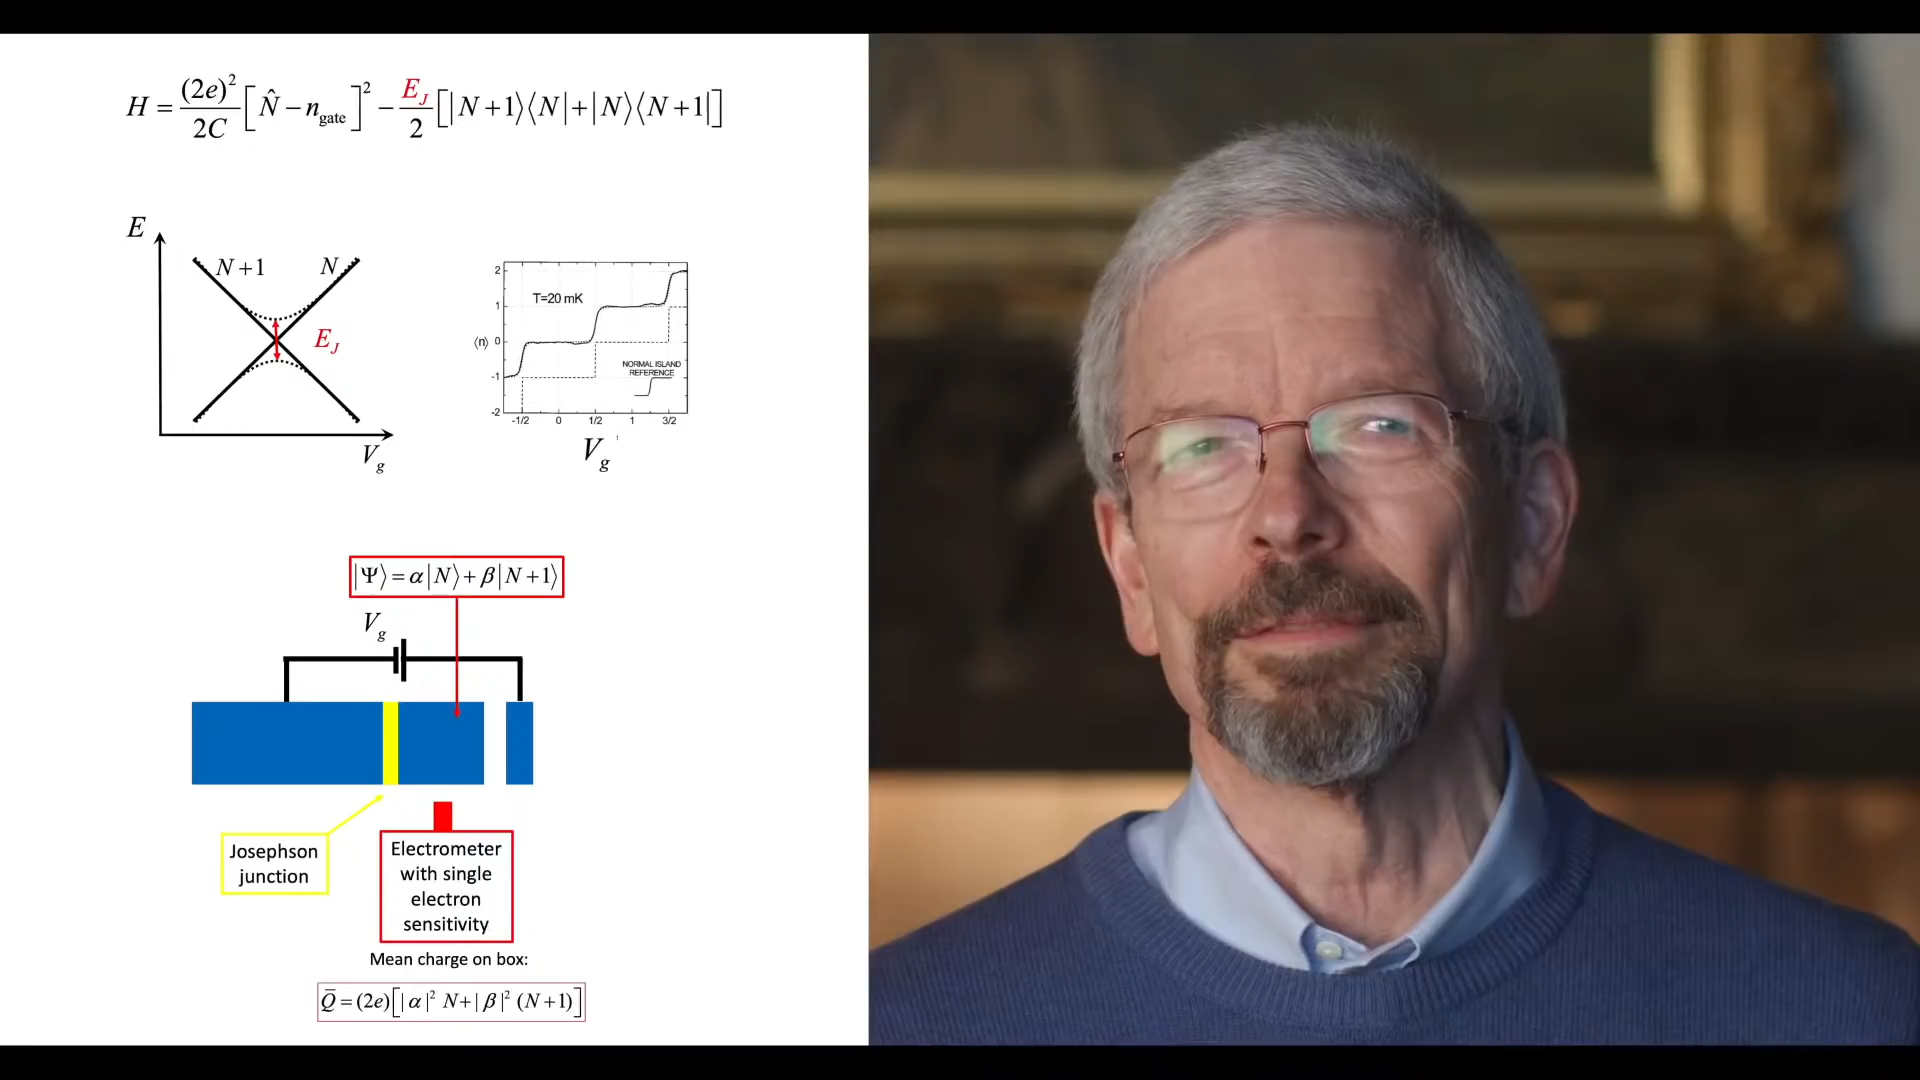 H = (2e)² / 2C [N̂ − n_gate]² − E_J / 2 [|N+1⟩⟨N| + |N⟩⟨N+1|]
E
N+1
N
E_J
V_g
2
1
0
-1
-2
⟨n⟩
T=20 mK
NORMAL ISLAND
REFERENCE
-1/2 0 1/2 1 3/2
V_g
|Ψ⟩ = α|N⟩ + β|N+1⟩
V_g
Josephson
junction
Electrometer
with single
electron
sensitivity
Mean charge on box:
Q̄ = (2e)[|α|² N + |β|² (N+1)]